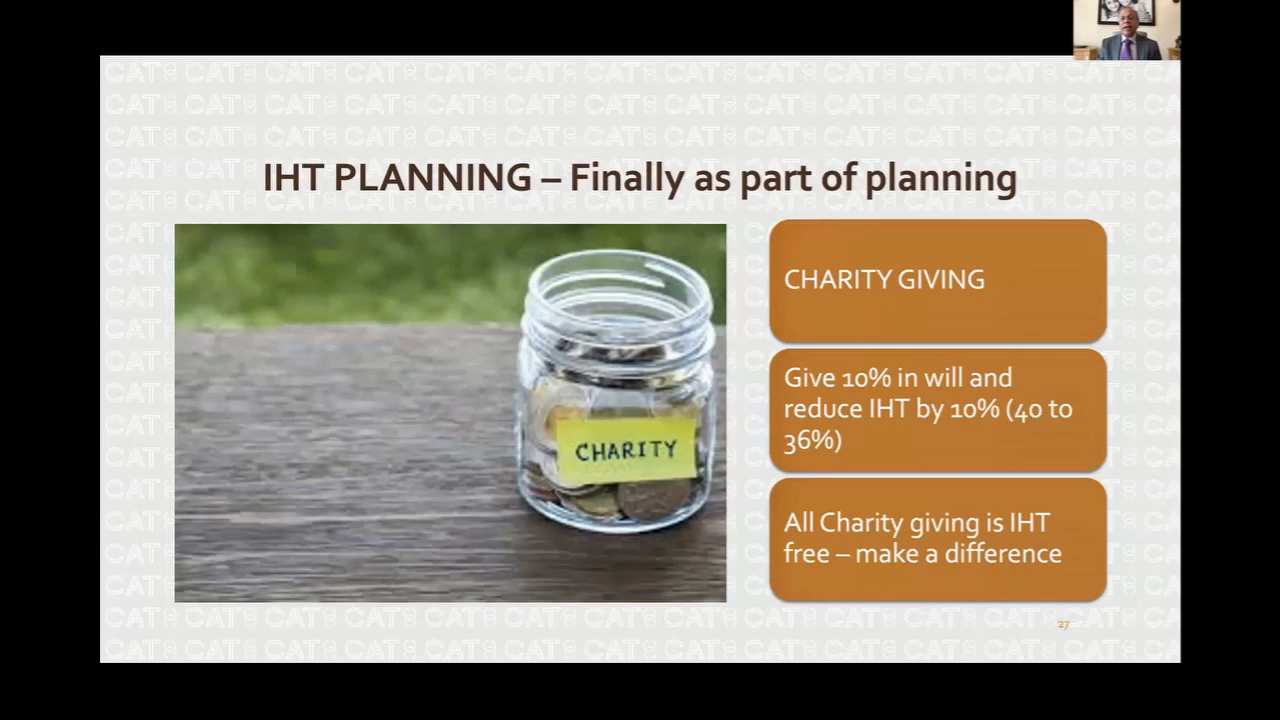 IHT PLANNING – Finally as part of planning
CHARITY
CHARITY GIVING
Give 10% in will and
reduce IHT by 10% (40 to
36%)
All Charity giving is IHT
free – make a difference
27